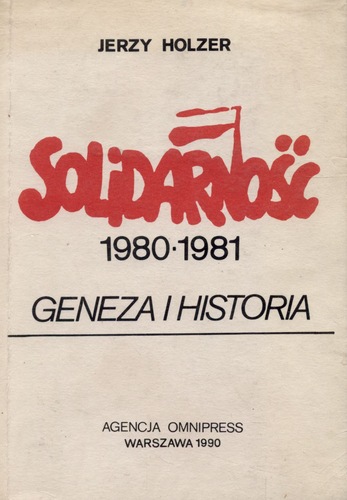 JERZY HOLZER
SOLIDARNOŚĆ
1980·1981
GENEZA I HISTORIA
AGENCJA OMNIPRESS
WARSZAWA 1990